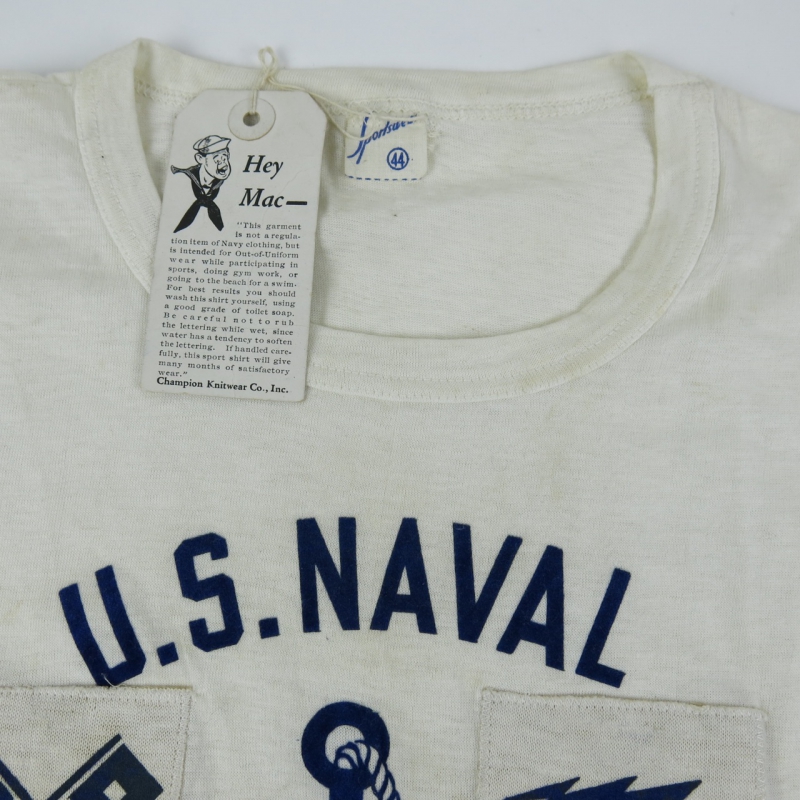 Hey
Mac—
"This garment
is not a regula-
tion item of Navy clothing, but
is intended for Out-of-Uniform
wear while participating in
sports, doing gym work, or
going to the beach for a swim.
For best results you should
wash this shirt yourself, using
a good grade of toilet soap.
Be careful not to rub
the lettering while wet, since
water has a tendency to soften
the lettering. If handled care-
fully, this sport shirt will give
many months of satisfactory
wear."
Champion Knitwear Co., Inc.
44
U.S. NAVAL